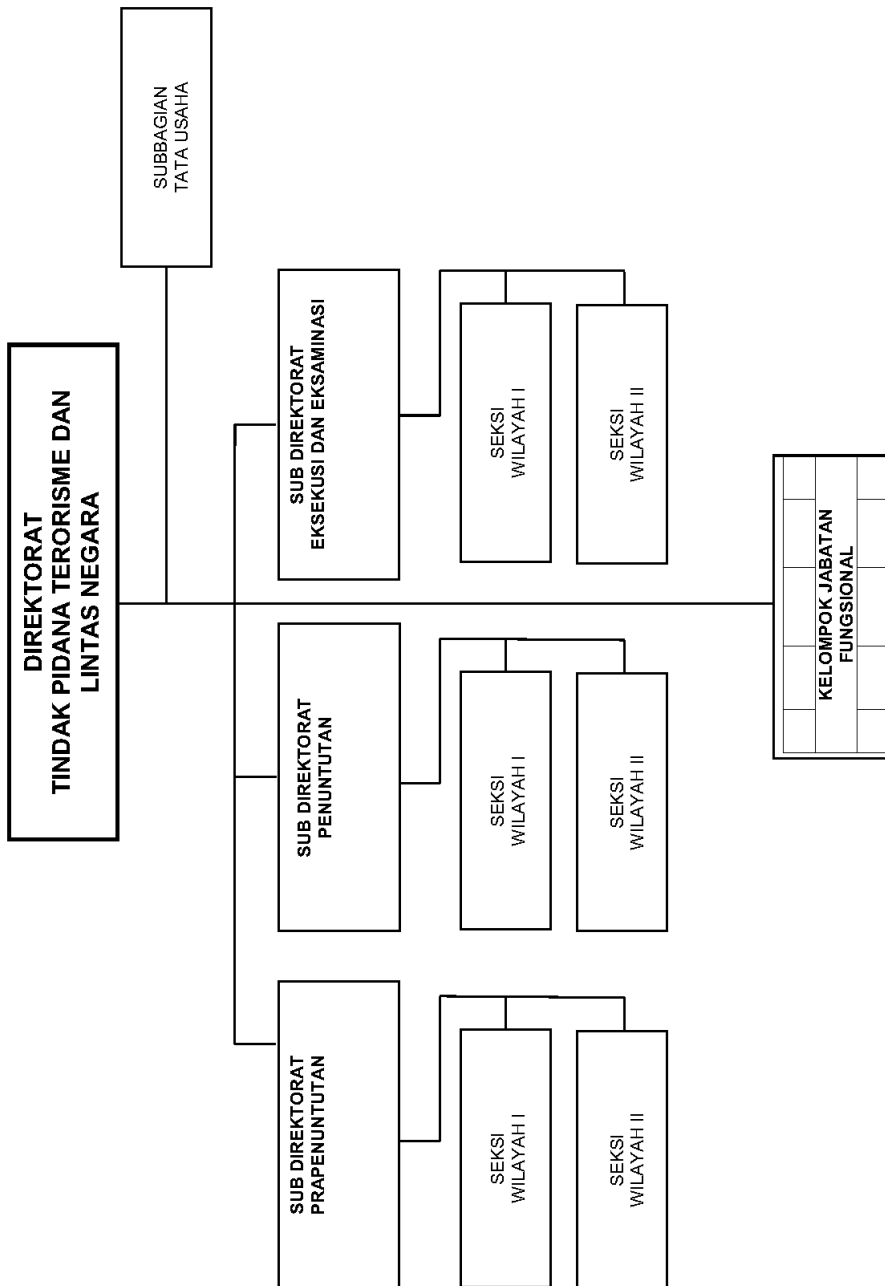 DIREKTORAT
TINDAK PIDANA TERORISME DAN
LINTAS NEGARA
SUBBAGIAN
TATA USAHA
SUB DIREKTORAT
PRAPENUNTUTAN
SUB DIREKTORAT
PENUNTUTAN
SUB DIREKTORAT
EKSEKUSI DAN EKSAMINASI
SEKSI
WILAYAH I
SEKSI
WILAYAH I
SEKSI
WILAYAH I
SEKSI
WILAYAH II
SEKSI
WILAYAH II
SEKSI
WILAYAH II
KELOMPOK JABATAN
FUNGSIONAL